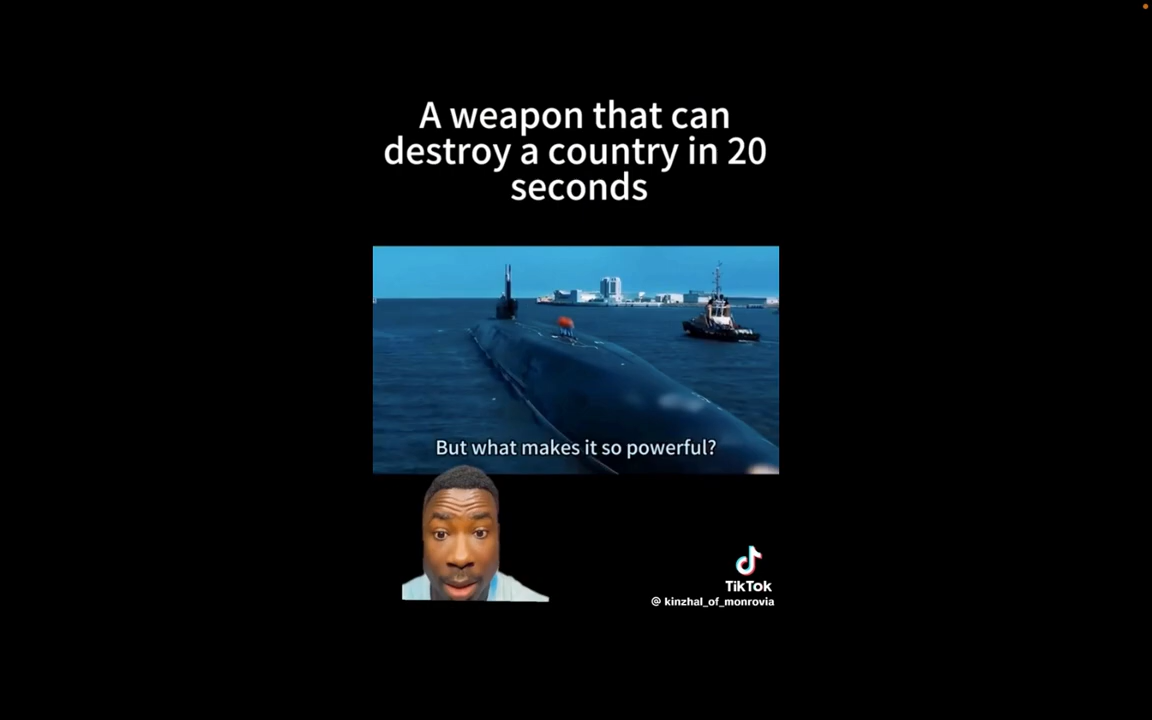 A weapon that can
destroy a country in 20
seconds
But what makes it so powerful?
TikTok
@ kinzhal_of_monrovia